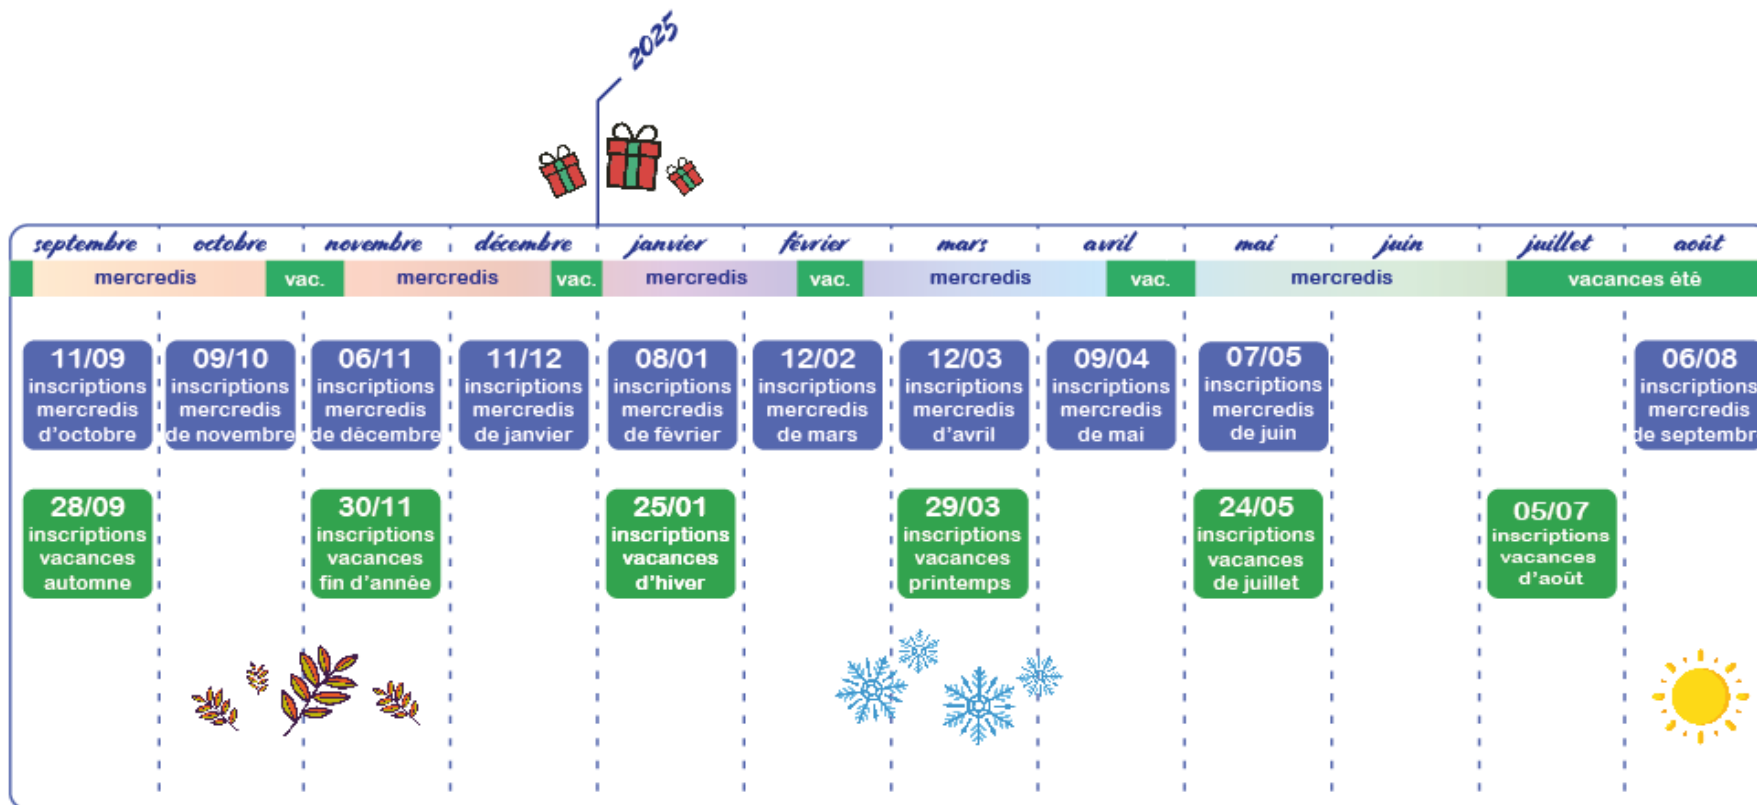 2025
septembre
octobre
novembre
décembre
janvier
février
mars
avril
mai
juin
juillet
août
mercredis
vac.
mercredis
vac.
mercredis
vac.
mercredis
vac.
mercredis
vacances été
11/09
inscriptions
mercredis
d'octobre
09/10
inscriptions
mercredis
de novembre
06/11
inscriptions
mercredis
de décembre
11/12
inscriptions
mercredis
de janvier
08/01
inscriptions
mercredis
de février
12/02
inscriptions
mercredis
de mars
12/03
inscriptions
mercredis
d'avril
09/04
inscriptions
mercredis
de mai
07/05
inscriptions
mercredis
de juin
06/08
inscriptions
mercredis
de septembr
28/09
inscriptions
vacances
automne
30/11
inscriptions
vacances
fin d'année
25/01
inscriptions
vacances
d'hiver
29/03
inscriptions
vacances
printemps
24/05
inscriptions
vacances
de juillet
05/07
inscriptions
vacances
d'août